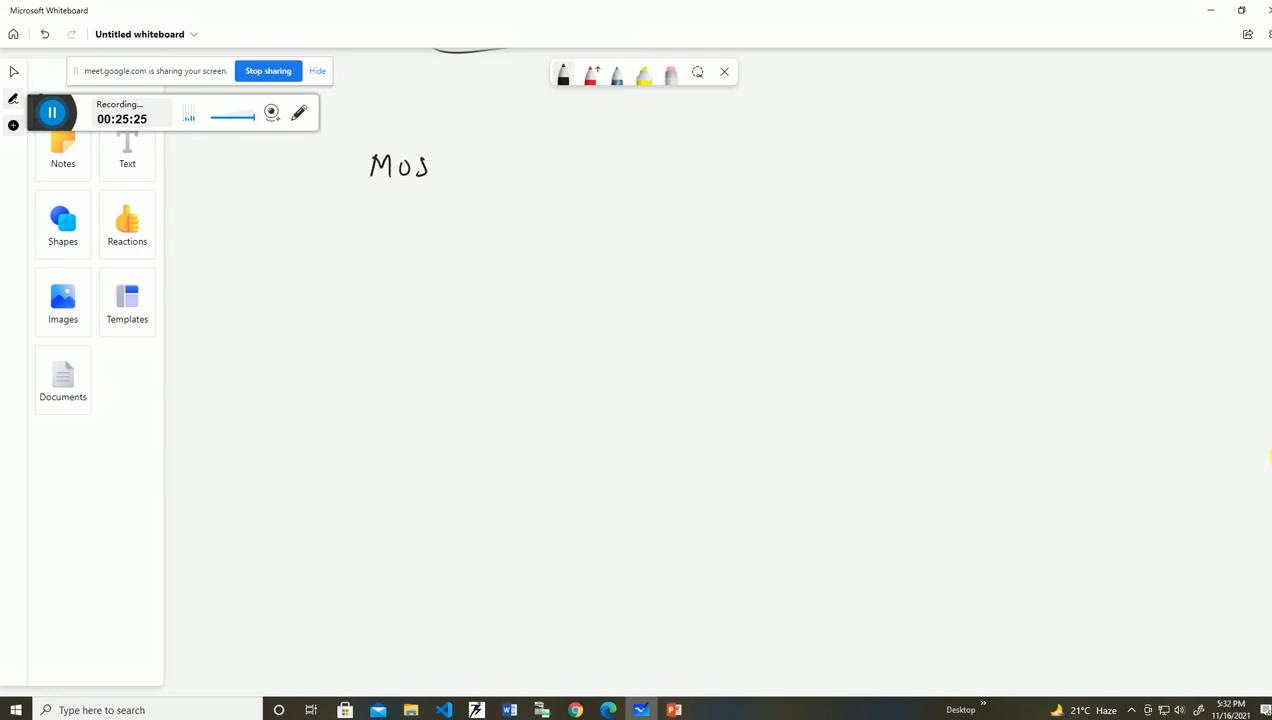 Microsoft Whiteboard
Untitled whiteboard
meet.google.com is sharing your screen.
Stop sharing
Hide
Recording...
00:25:25
Notes
Text
Mos
Shapes
Reactions
Images
Templates
Documents
Type here to search
Desktop
21°C Haze
5:32 PM
11/16/2021